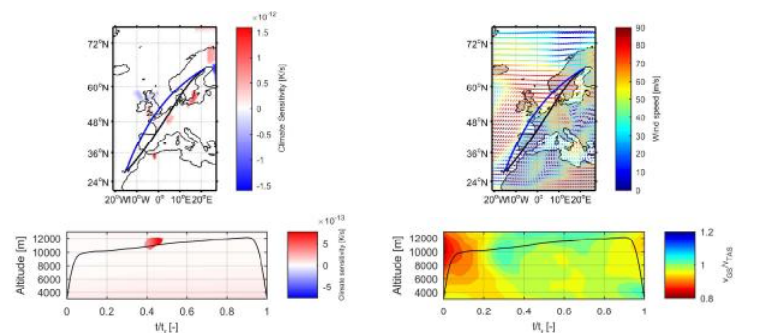 ×10⁻¹²
72°N
60°N
48°N
36°N
24°N
20°W10°W 0° 10°E20°E
1.5
1
0.5
0
-0.5
-1
-1.5
Climate Sensitivity [K/s]
72°N
60°N
48°N
36°N
24°N
20°W10°W 0° 10°E20°E
90
80
70
60
50
40
30
20
10
0
Wind speed [m/s]
Altitude [m]
12000
10000
8000
6000
4000
0 0.2 0.4 0.6 0.8 1
t/tᵣ [-]
×10⁻¹³
5
0
-5
Climate sensitivity [K/s]
Altitude [m]
12000
10000
8000
6000
4000
0 0.2 0.4 0.6 0.8 1
t/tᵣ [-]
1.2
1
0.8
v_GS/v_TAS